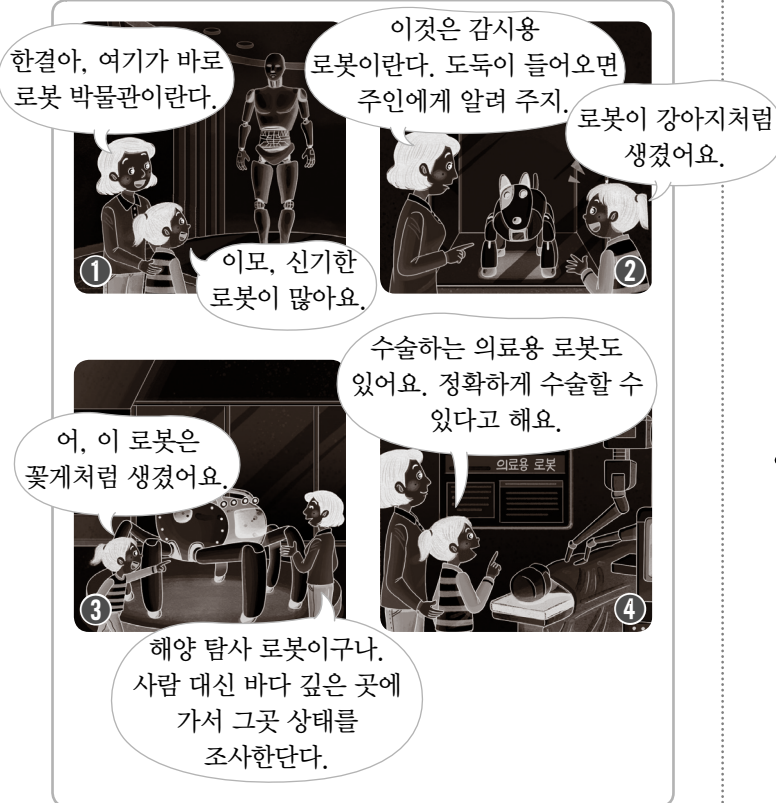 한결아, 여기가 바로
로봇 박물관이란다.
이모, 신기한
로봇이 많아요.
1
이것은 감시용
로봇이란다. 도둑이 들어오면
주인에게 알려 주지.
로봇이 강아지처럼
생겼어요.
2
어, 이 로봇은
꽃게처럼 생겼어요.
해양 탐사 로봇이구나.
사람 대신 바다 깊은 곳에
가서 그곳 상태를
조사한단다.
3
수술하는 의료용 로봇도
있어요. 정확하게 수술할 수
있다고 해요.
의료용 로봇
4